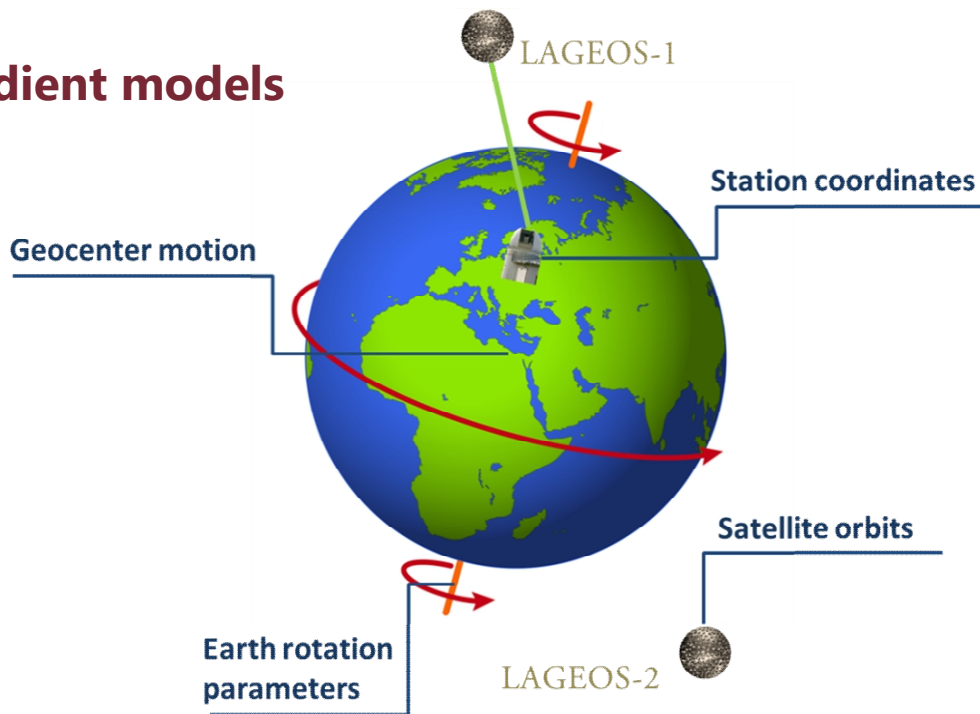 LAGEOS-1
dient models
Station coordinates
Geocenter motion
Satellite orbits
Earth rotation
parameters
LAGEOS-2